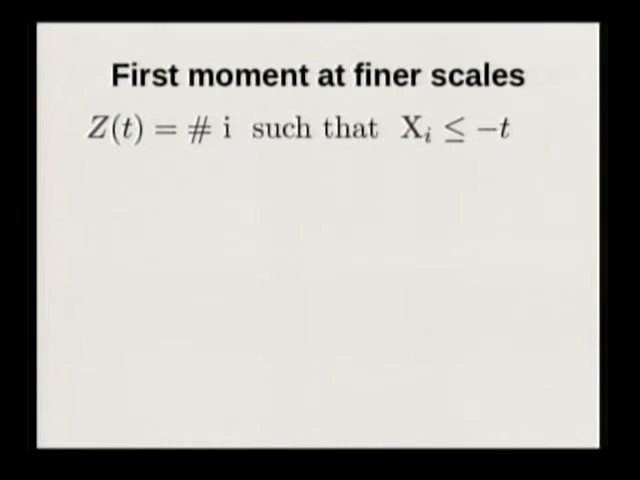 First moment at finer scales
Z(t) = # i such that X_i ≤ −t